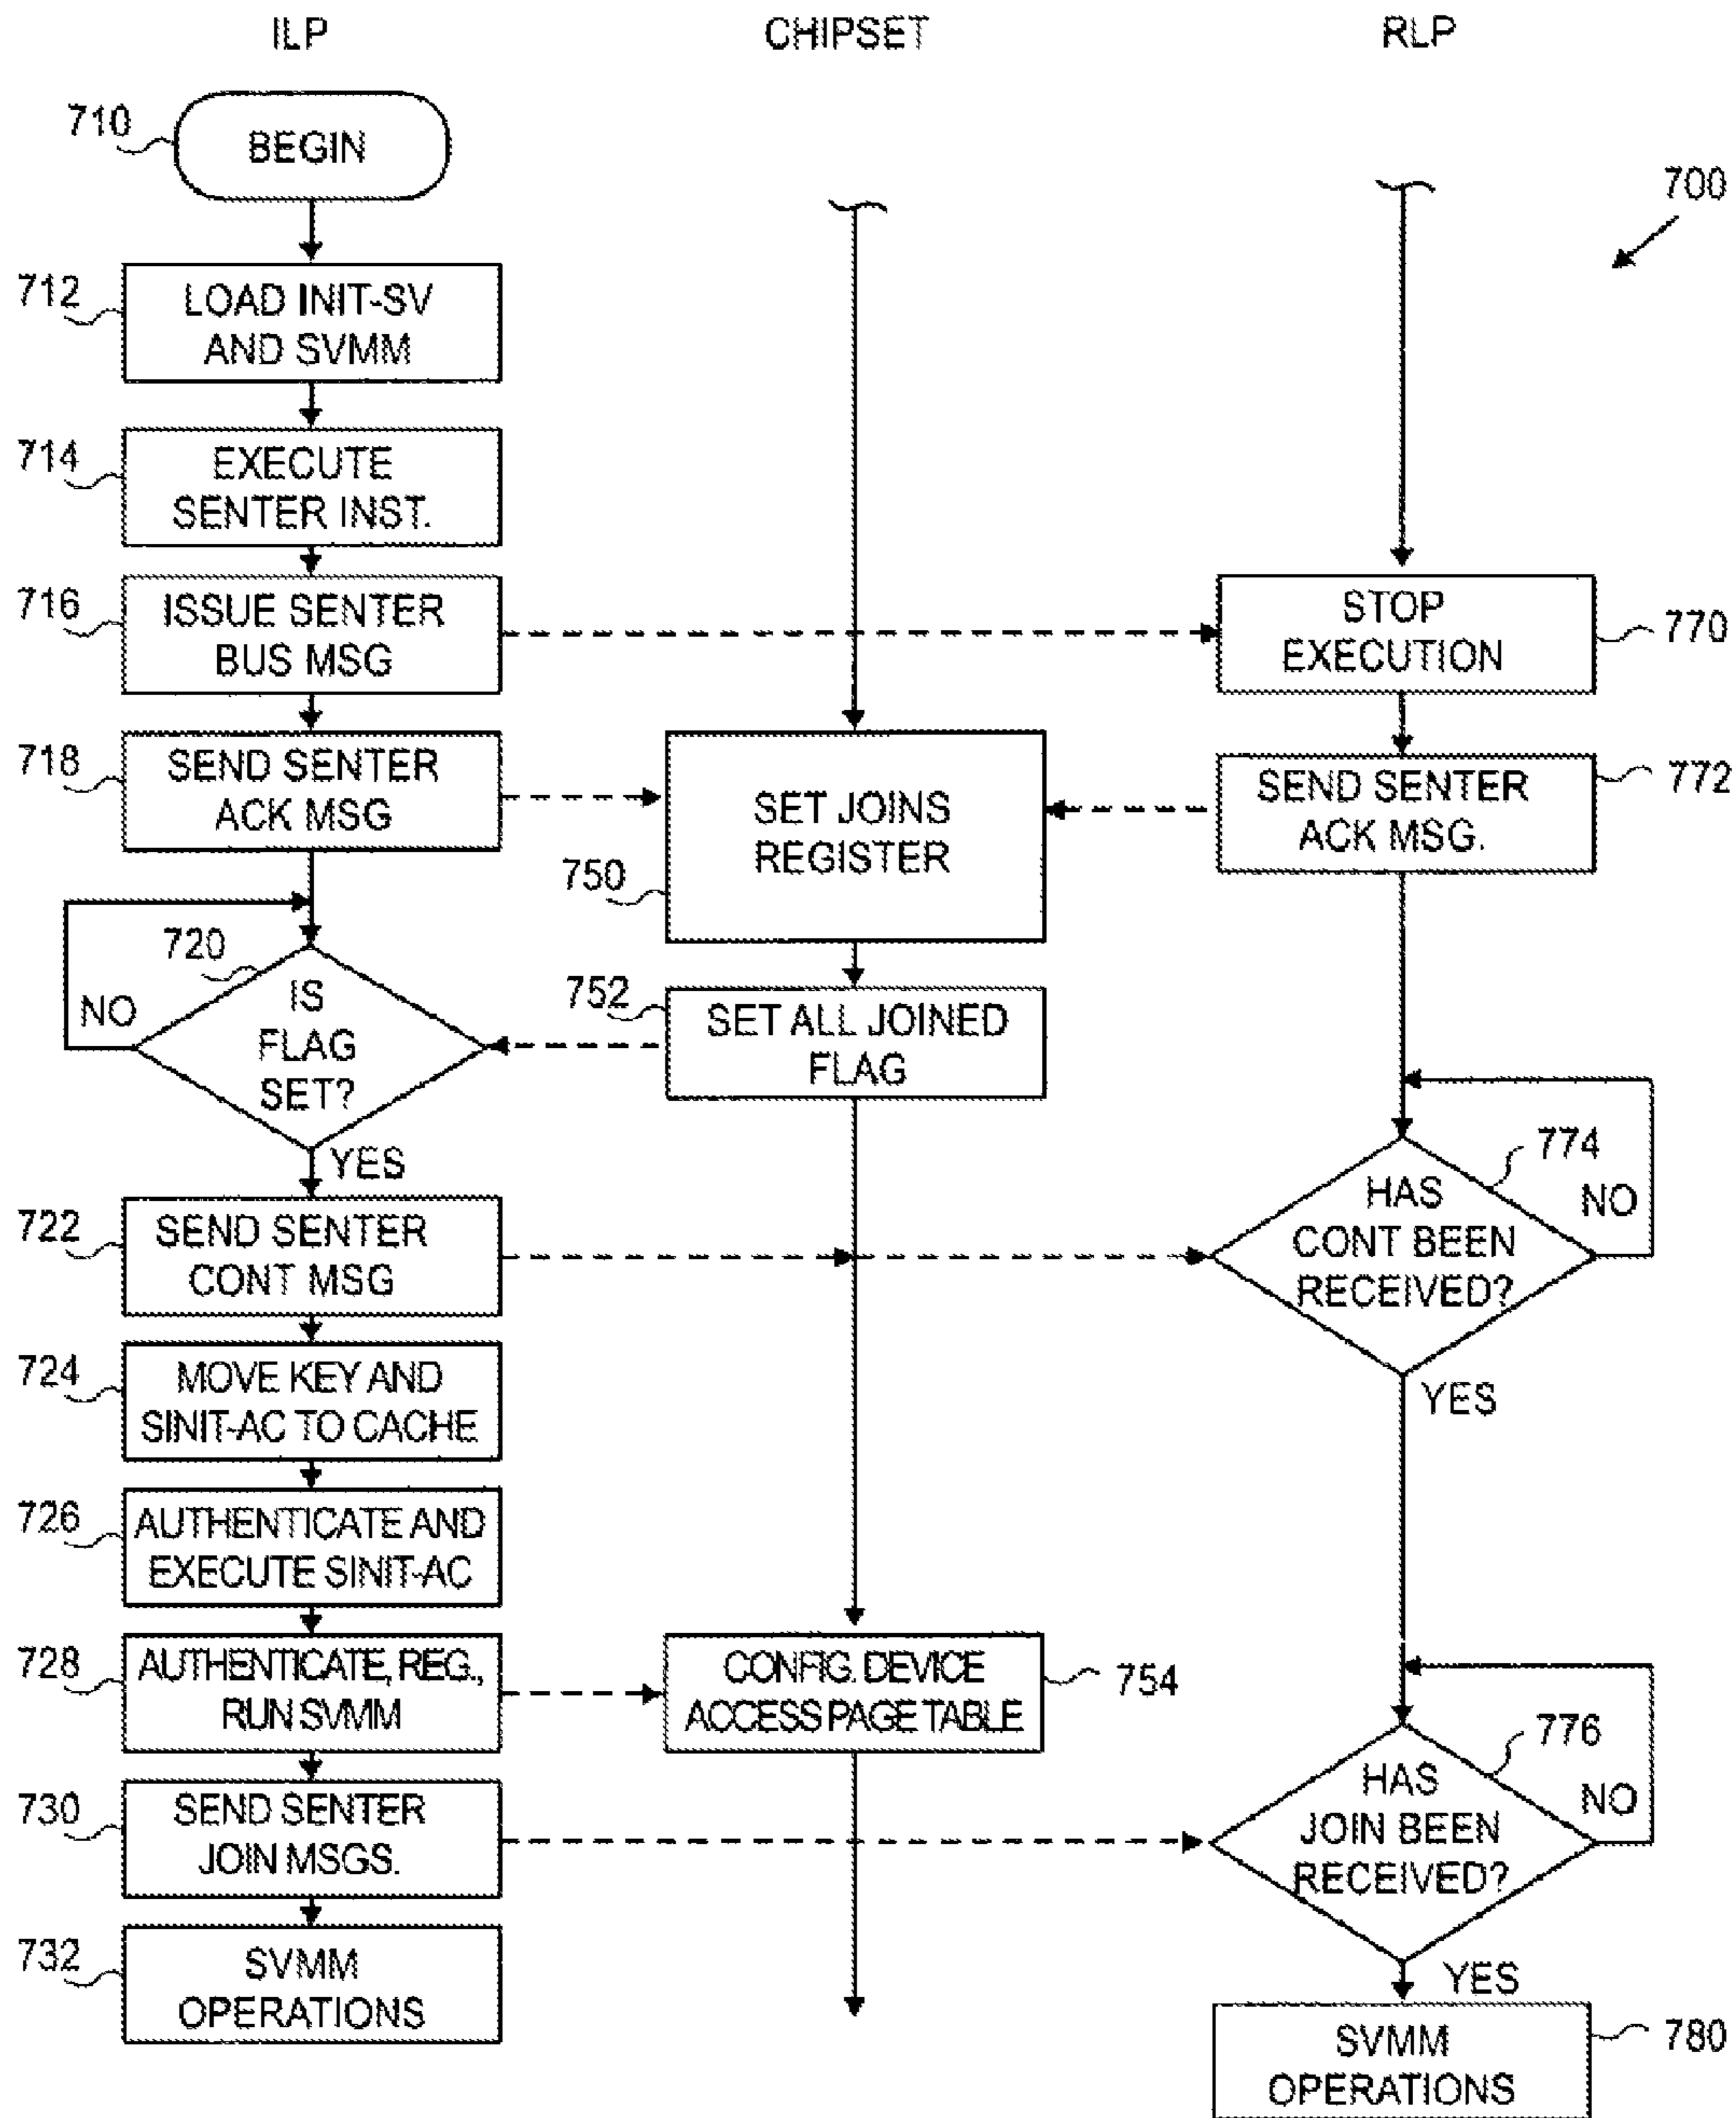 ILP
CHIPSET
RLP
710
BEGIN
700
712
LOAD INIT-SV
AND SVMM
714
EXECUTE
SENTER INST.
716
ISSUE SENTER
BUS MSG
STOP
EXECUTION
770
718
SEND SENTER
ACK MSG
SET JOINS
REGISTER
750
SEND SENTER
ACK MSG.
772
720
IS
FLAG
SET?
NO
YES
752
SET ALL JOINED
FLAG
774
HAS
CONT BEEN
RECEIVED?
NO
YES
722
SEND SENTER
CONT MSG
724
MOVE KEY AND
SINIT-AC TO CACHE
726
AUTHENTICATE AND
EXECUTE SINIT-AC
728
AUTHENTICATE, REG.,
RUN SVMM
CONFIG. DEVICE
ACCESS PAGE TABLE
754
776
HAS
JOIN BEEN
RECEIVED?
NO
YES
730
SEND SENTER
JOIN MSGS.
732
SVMM
OPERATIONS
SVMM
OPERATIONS
780